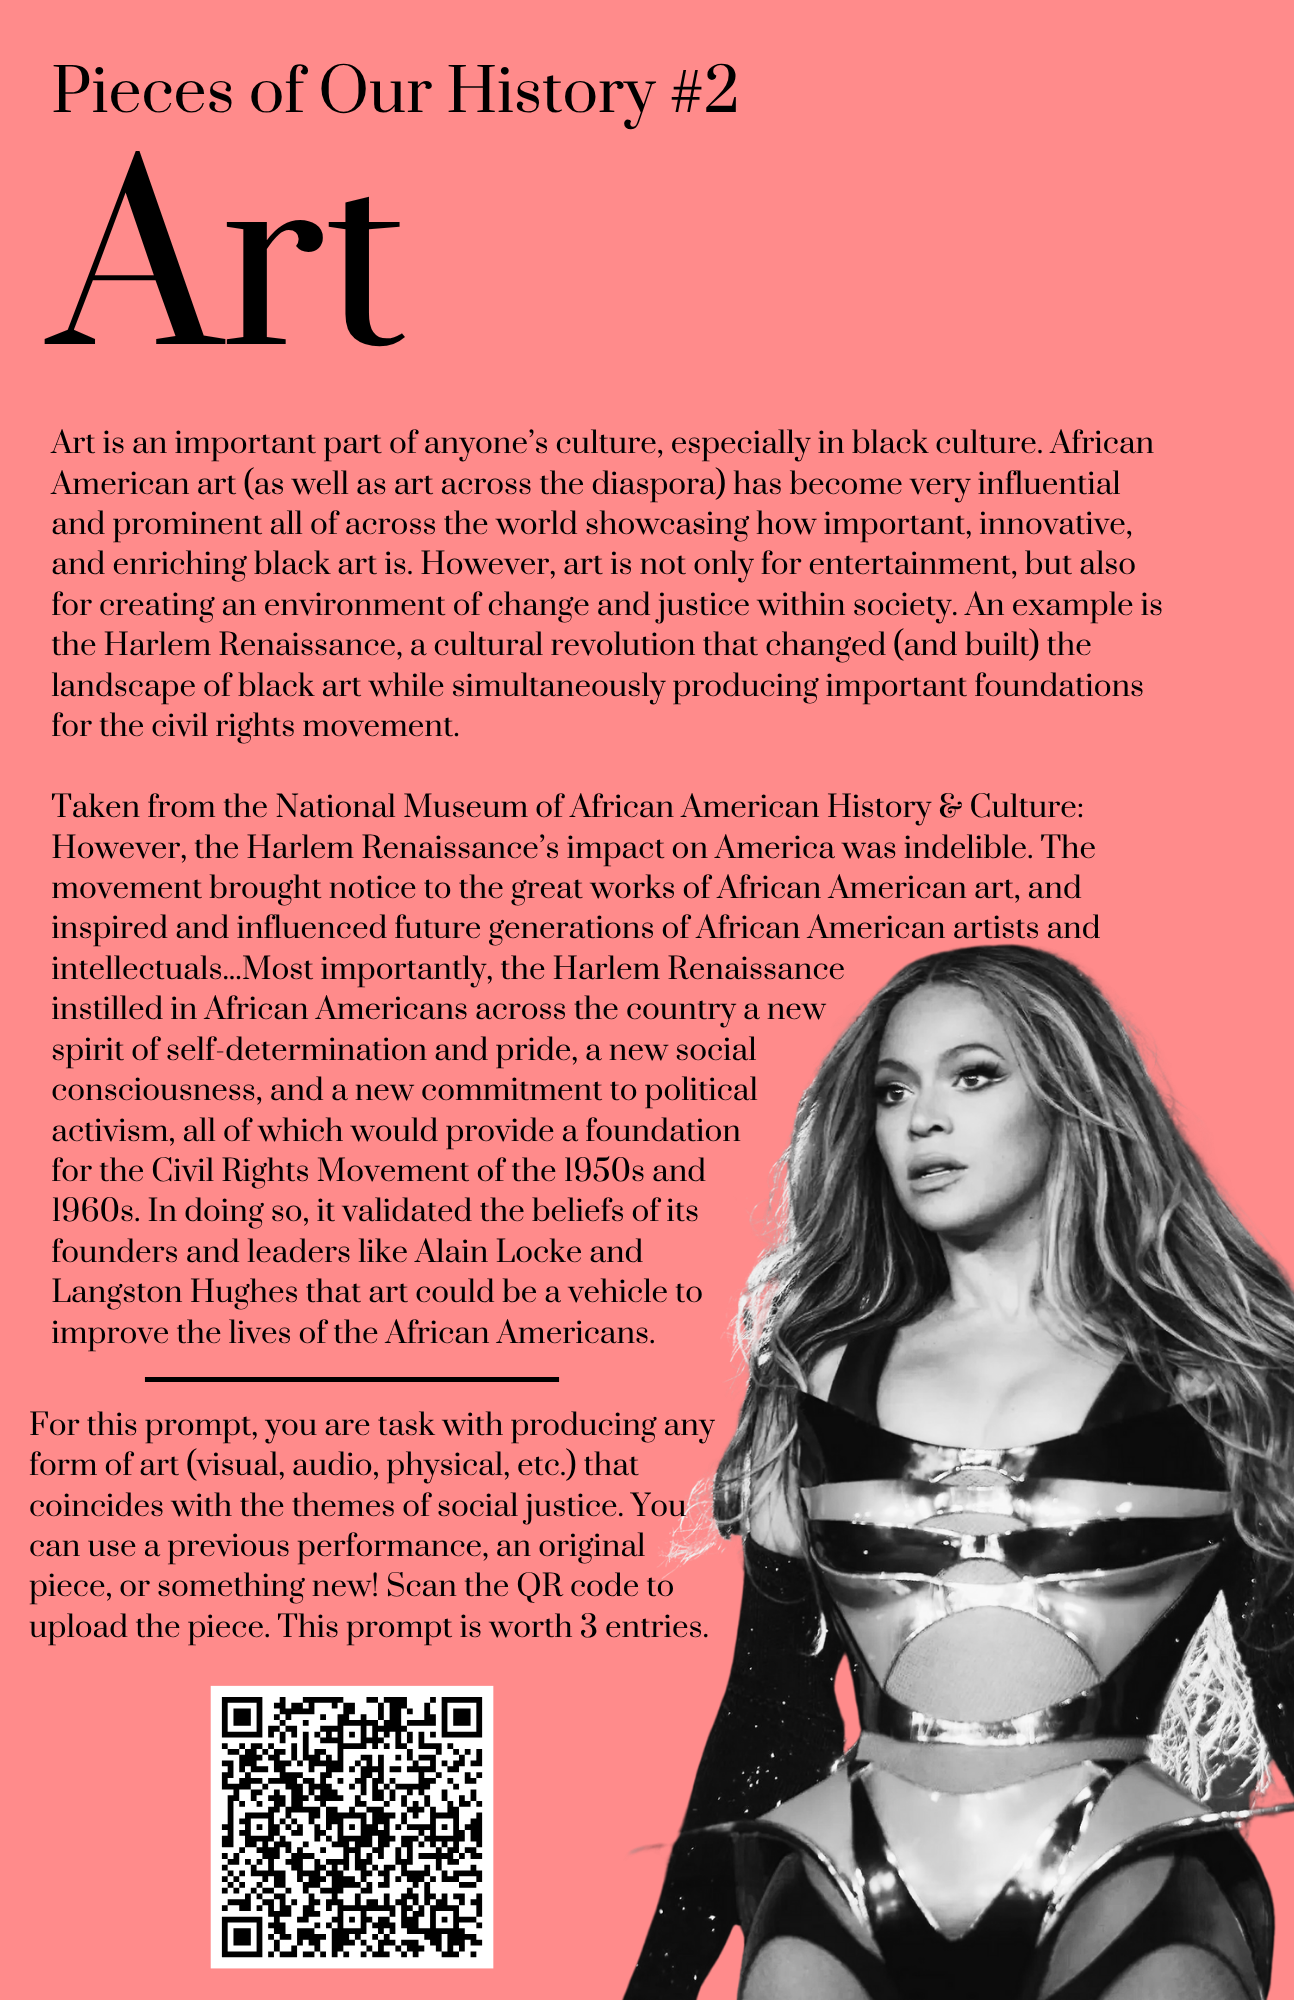 Pieces of Our History #2
Art
Art is an important part of anyone’s culture, especially in black culture. African
American art (as well as art across the diaspora) has become very influential
and prominent all of across the world showcasing how important, innovative,
and enriching black art is. However, art is not only for entertainment, but also
for creating an environment of change and justice within society. An example is
the Harlem Renaissance, a cultural revolution that changed (and built) the
landscape of black art while simultaneously producing important foundations
for the civil rights movement.
Taken from the National Museum of African American History & Culture:
However, the Harlem Renaissance’s impact on America was indelible. The
movement brought notice to the great works of African American art, and
inspired and influenced future generations of African American artists and
intellectuals...Most importantly, the Harlem Renaissance
instilled in African Americans across the country a new
spirit of self-determination and pride, a new social
consciousness, and a new commitment to political
activism, all of which would provide a foundation
for the Civil Rights Movement of the 1950s and
1960s. In doing so, it validated the beliefs of its
founders and leaders like Alain Locke and
Langston Hughes that art could be a vehicle to
improve the lives of the African Americans.
For this prompt, you are task with producing any
form of art (visual, audio, physical, etc.) that
coincides with the themes of social justice. You
can use a previous performance, an original
piece, or something new! Scan the QR code to
upload the piece. This prompt is worth 3 entries.